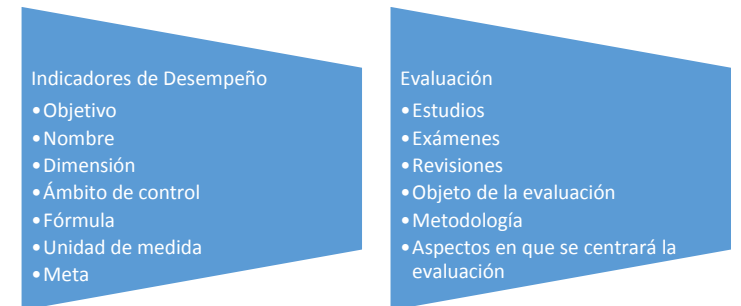 Indicadores de Desempeño
•Objetivo
•Nombre
•Dimensión
•Ámbito de control
•Fórmula
•Unidad de medida
•Meta
Evaluación
•Estudios
•Exámenes
•Revisiones
•Objeto de la evaluación
•Metodología
•Aspectos en que se centrará la
evaluación